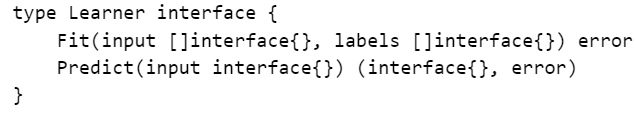 type Learner interface {
    Fit(input []interface{}, labels []interface{}) error
    Predict(input interface{}) (interface{}, error)
}